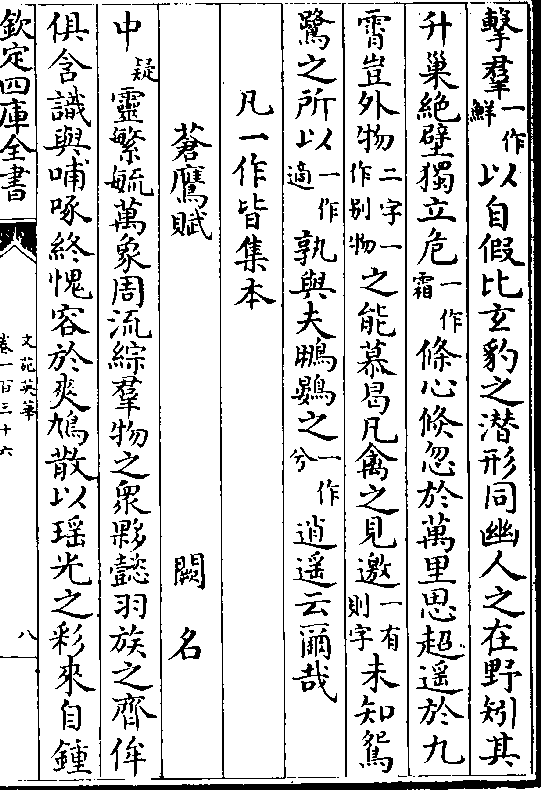 擊羣一作鮮以自假比玄豹之潜形同幽人之在野矧其
升巢絶壁獨立危一作霜條心倏忽於萬里思超遥於九
霄豈外物二字一作别物之能慕曷凡禽之見邀一有則字未知鴛
鷺之所以一作適孰與夫鵬鷃之一作兮逍遥云爾哉
凡一作皆集本
蒼鷹賦 闕名
中疑靈繁毓萬象周流綜羣物之衆夥懿羽族之齊侔
俱含識與哺啄終愧容於爽鳩散以瑶光之彩來自鍾
欽定四庫全書
文苑英華
卷一百三十六
八